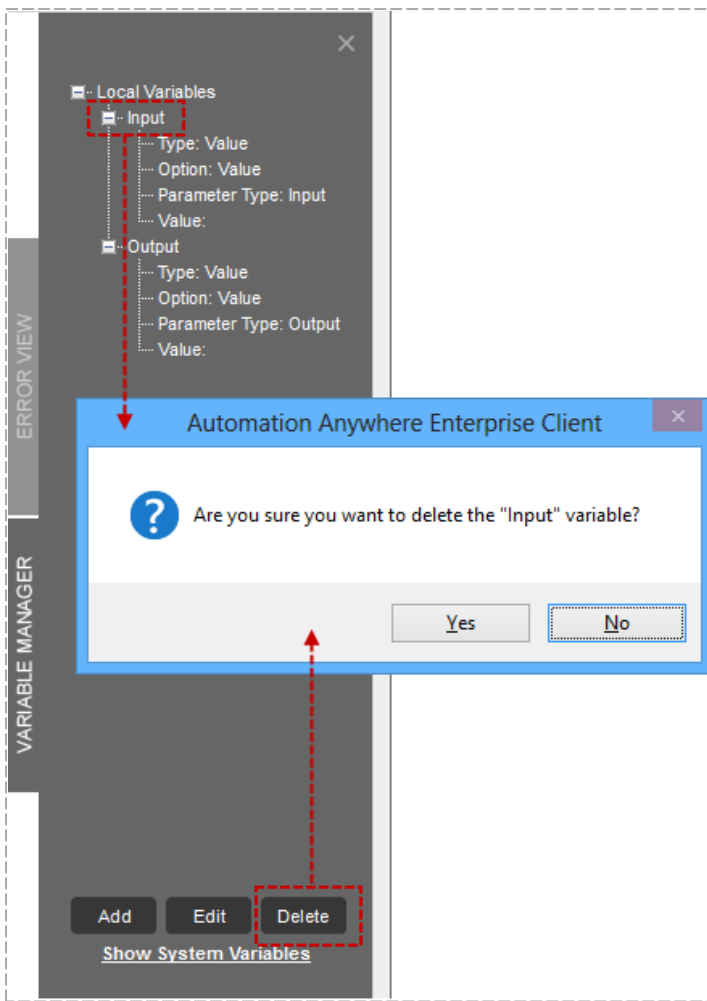 Local Variables
Input
Type: Value
Option: Value
Parameter Type: Input
Value:
Output
Type: Value
Option: Value
Parameter Type: Output
Value:
ERROR VIEW
VARIABLE MANAGER
Automation Anywhere Enterprise Client
Are you sure you want to delete the "Input" variable?
Yes No
Add Edit Delete
Show System Variables